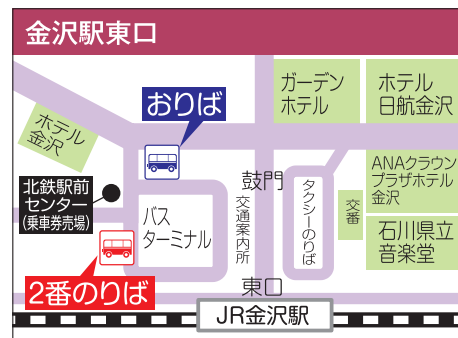 金沢駅東口
ガーデン
ホテル
ホテル
日航金沢
おりば
ホテル
金沢
北鉄駅前
センター
(乗車券売場)
鼓門
交通案内所
タクシーのりば
交番
ANAクラウン
プラザホテル
金沢
石川県立
音楽堂
バス
ターミナル
2番のりば
東口
JR金沢駅